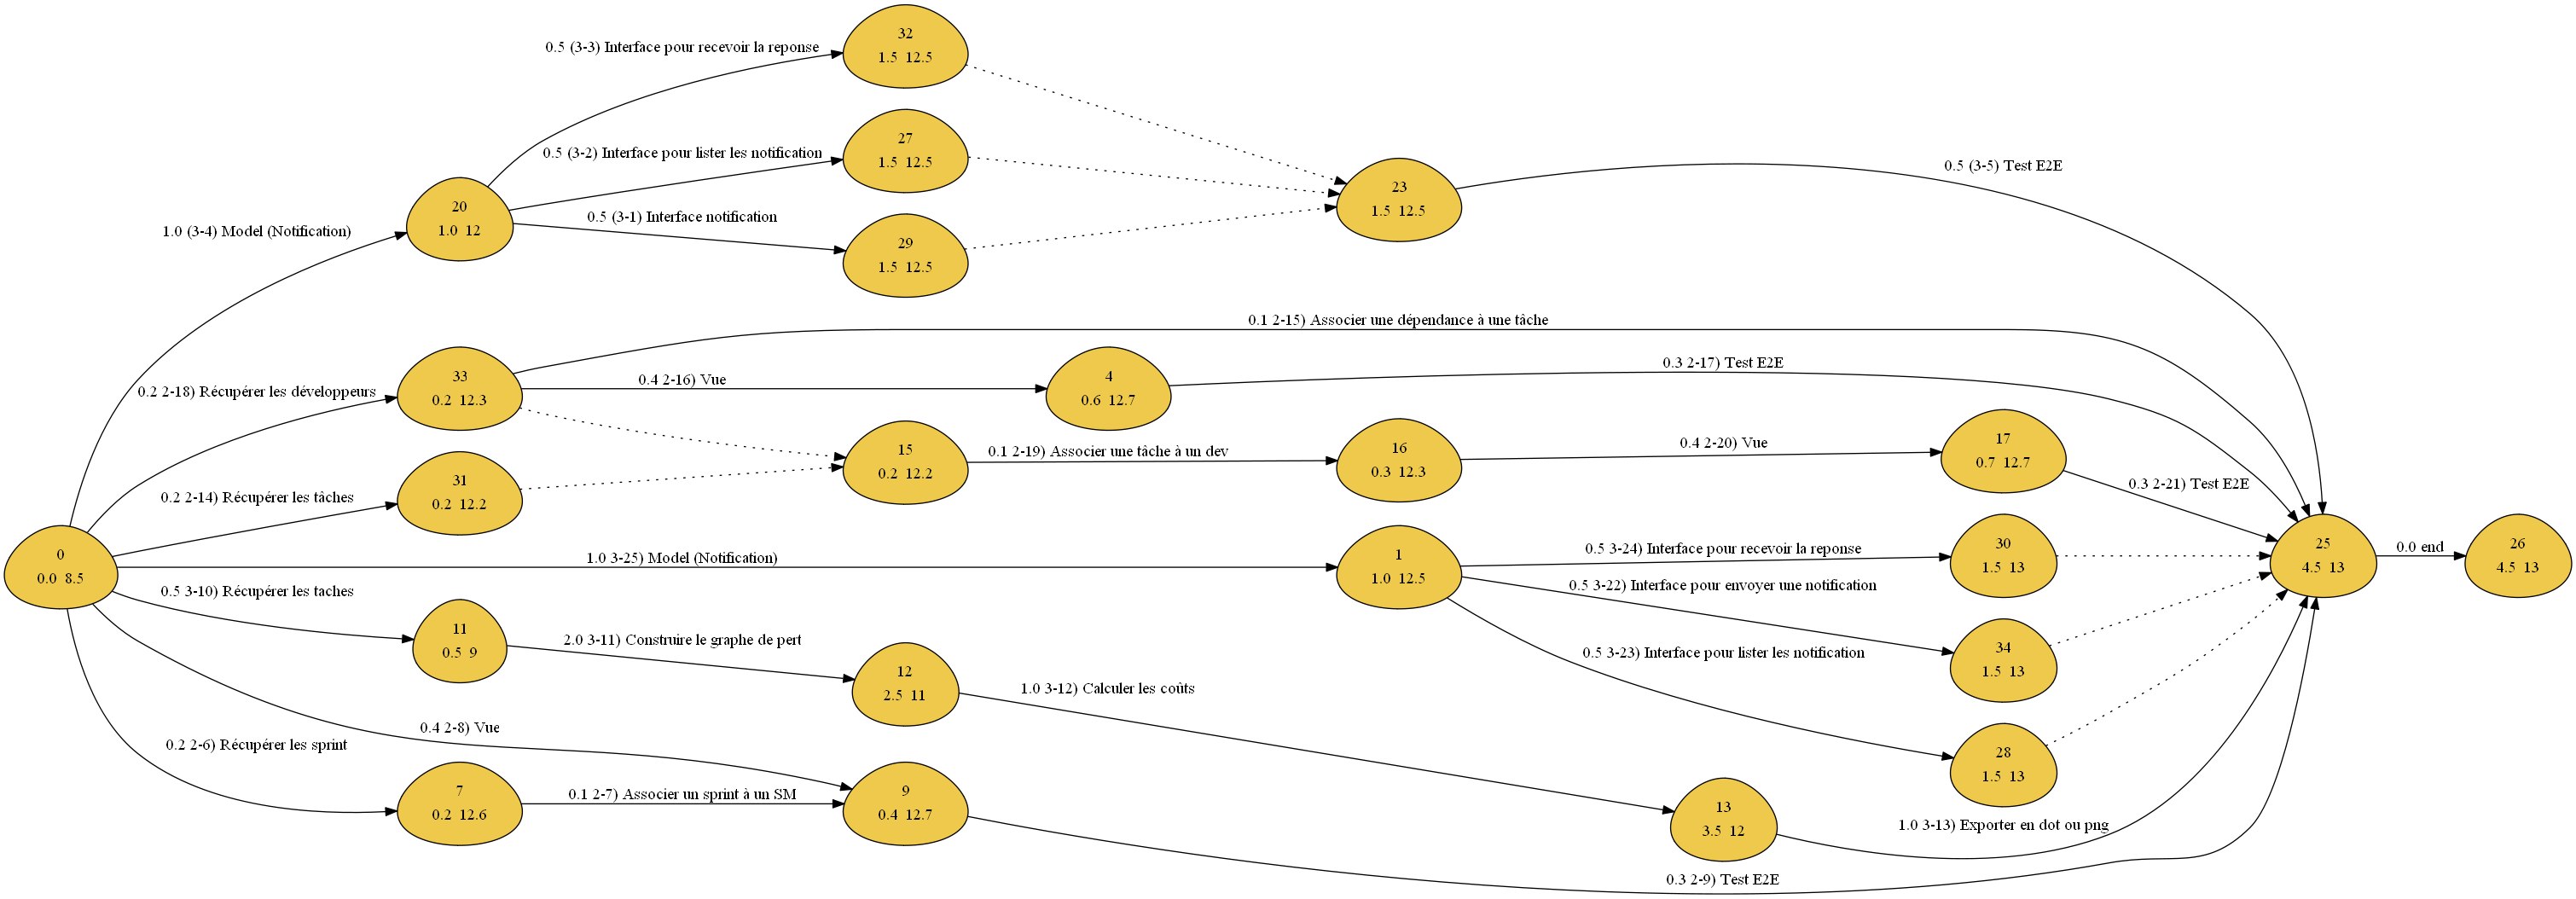 32
1.5 12.5
0.5 (3-3) Interface pour recevoir la reponse
27
1.5 12.5
0.5 (3-2) Interface pour lister les notification
20
1.0 12
0.5 (3-1) Interface notification
1.0 (3-4) Model (Notification)
29
1.5 12.5
23
1.5 12.5
0.5 (3-5) Test E2E
0.1 2-15) Associer une dépendance à une tâche
33
0.2 12.3
0.2 2-18) Récupérer les développeurs
0.4 2-16) Vue
4
0.6 12.7
0.3 2-17) Test E2E
15
0.2 12.2
0.1 2-19) Associer une tâche à un dev
16
0.3 12.3
0.4 2-20) Vue
17
0.7 12.7
0.3 2-21) Test E2E
31
0.2 12.2
0.2 2-14) Récupérer les tâches
0
0.0 8.5
1.0 3-25) Model (Notification)
1
1.0 12.5
0.5 3-24) Interface pour recevoir la reponse
30
1.5 13
25
4.5 13
0.0 end
26
4.5 13
0.5 3-10) Récupérer les taches
0.5 3-22) Interface pour envoyer une notification
11
0.5 9
2.0 3-11) Construire le graphe de pert
0.5 3-23) Interface pour lister les notification
34
1.5 13
12
2.5 11
1.0 3-12) Calculer les coûts
0.4 2-8) Vue
0.2 2-6) Récupérer les sprint
28
1.5 13
7
0.2 12.6
0.1 2-7) Associer un sprint à un SM
9
0.4 12.7
13
3.5 12
1.0 3-13) Exporter en dot ou png
0.3 2-9) Test E2E